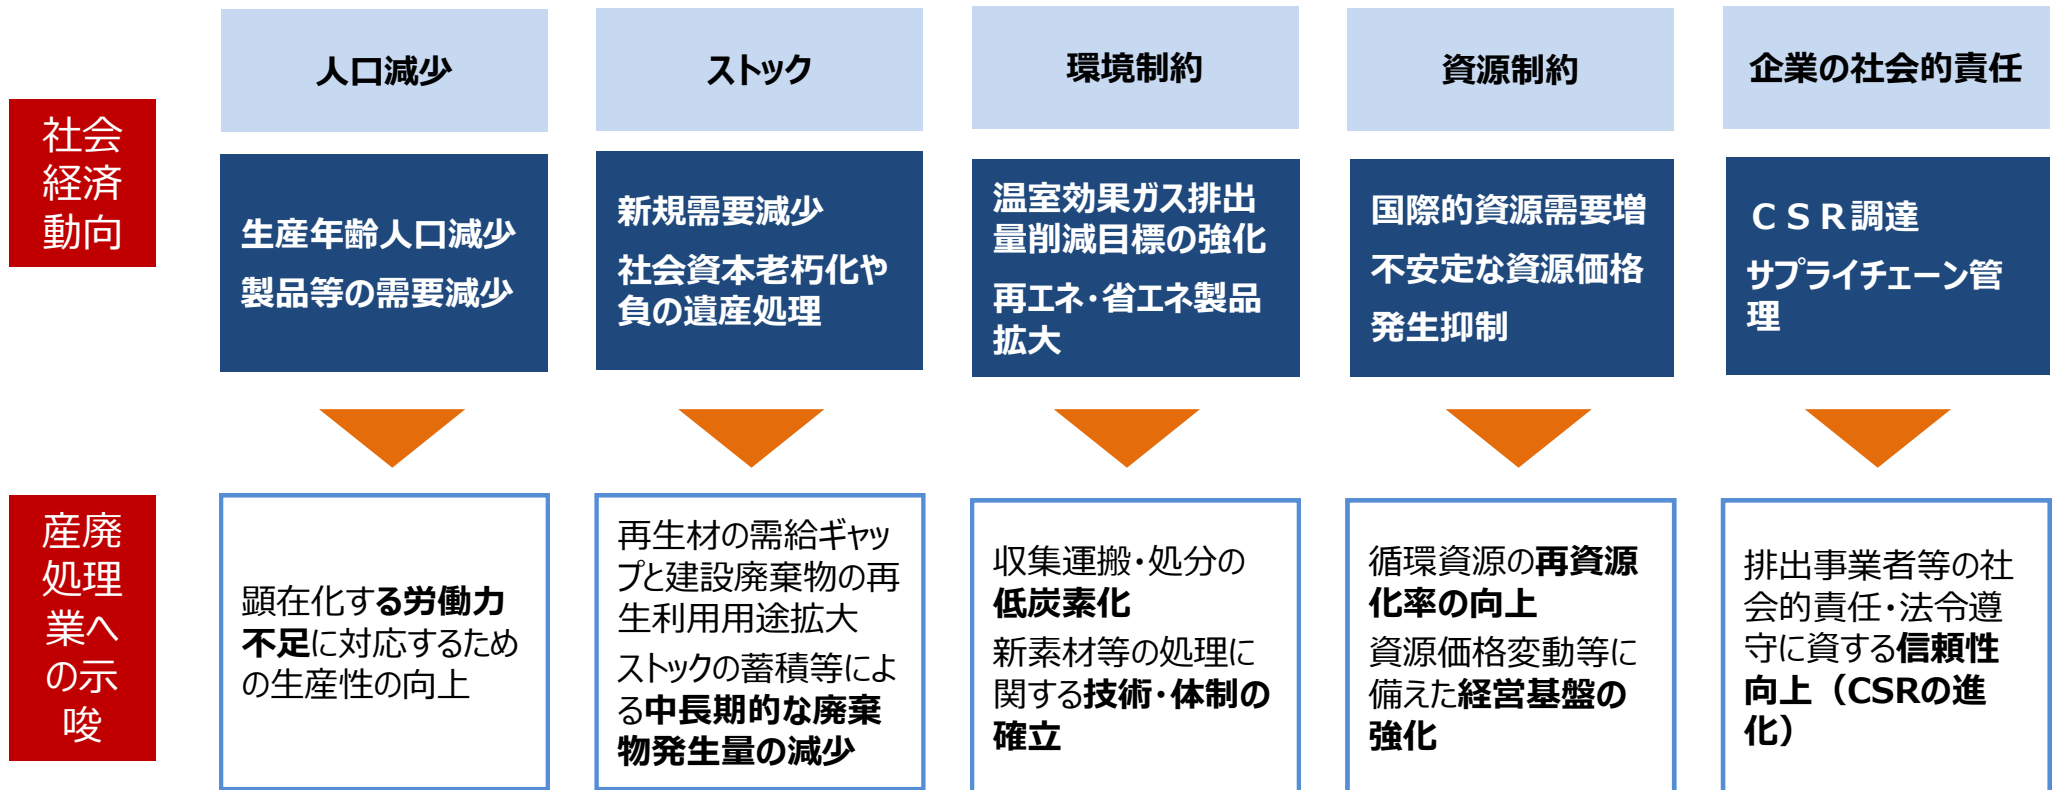 人口減少
ストック
環境制約
資源制約
企業の社会的責任
社会
経済
動向
生産年齢人口減少
製品等の需要減少
新規需要減少
社会資本老朽化や
負の遺産処理
温室効果ガス排出
量削減目標の強化
再エネ・省エネ製品
拡大
国際的資源需要増
不安定な資源価格
発生抑制
ＣＳＲ調達
サプライチェーン管
理
産廃
処理
業へ
の示
唆
顕在化する労働力
不足に対応するため
の生産性の向上
再生材の需給ギャッ
プと建設廃棄物の再
生利用用途拡大
ストックの蓄積等によ
る中長期的な廃棄
物発生量の減少
収集運搬・処分の
低炭素化
新素材等の処理に
関する技術・体制の
確立
循環資源の再資源
化率の向上
資源価格変動等に
備えた経営基盤の
強化
排出事業者等の社
会的責任・法令遵
守に資する信頼性
向上（CSRの進
化）